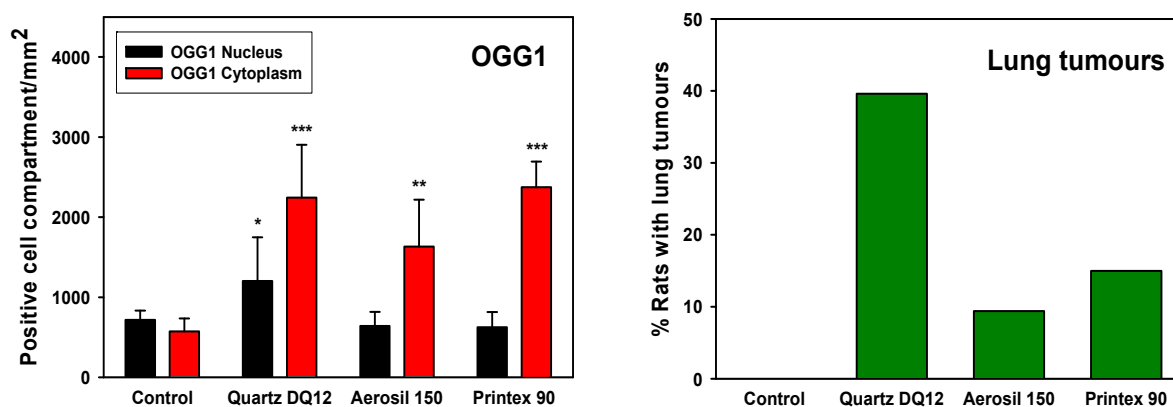 OGG1
OGG1 Nucleus
OGG1 Cytoplasm
Positive cell compartment/mm²
4000
3000
2000
1000
0
***
*
**
***
Control
Quartz DQ12
Aerosil 150
Printex 90
Lung tumours
% Rats with lung tumours
50
40
30
20
10
0
Control
Quartz DQ12
Aerosil 150
Printex 90